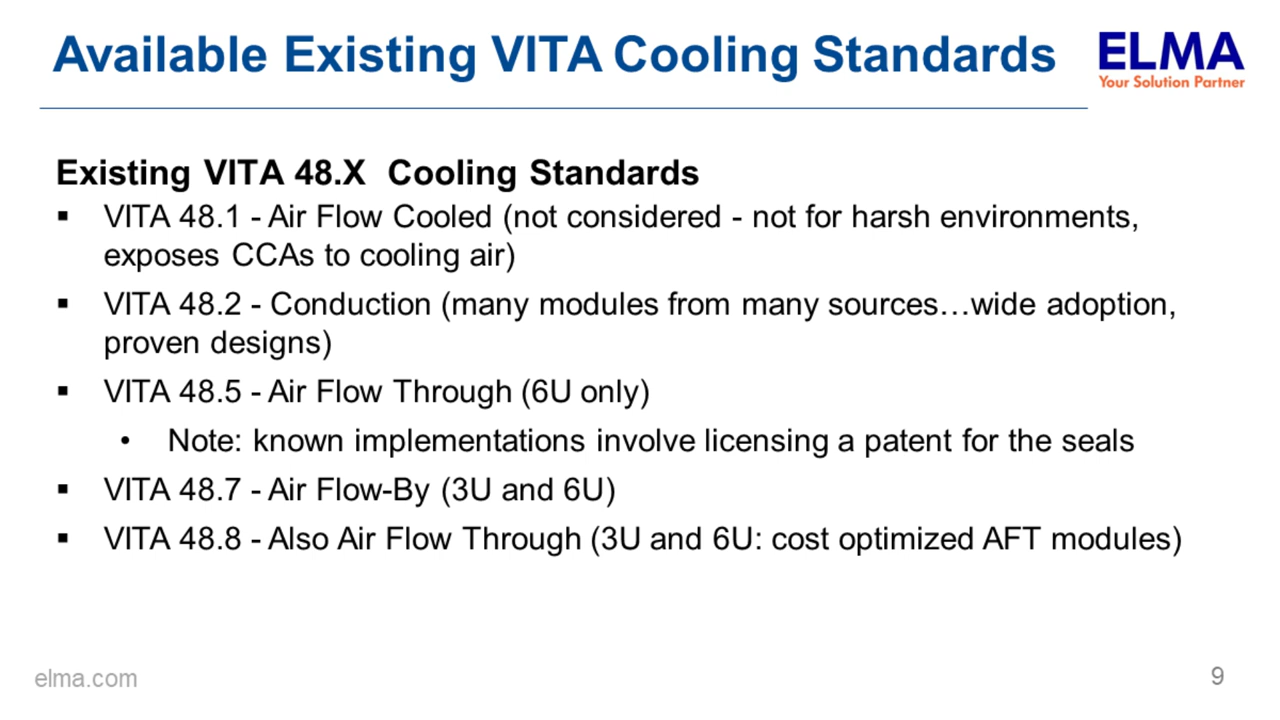 Available Existing VITA Cooling Standards
ELMA
Your Solution Partner
Existing VITA 48.X Cooling Standards
▪ VITA 48.1 - Air Flow Cooled (not considered - not for harsh environments,
exposes CCAs to cooling air)
▪ VITA 48.2 - Conduction (many modules from many sources…wide adoption,
proven designs)
▪ VITA 48.5 - Air Flow Through (6U only)
• Note: known implementations involve licensing a patent for the seals
▪ VITA 48.7 - Air Flow-By (3U and 6U)
▪ VITA 48.8 - Also Air Flow Through (3U and 6U: cost optimized AFT modules)
elma.com
9